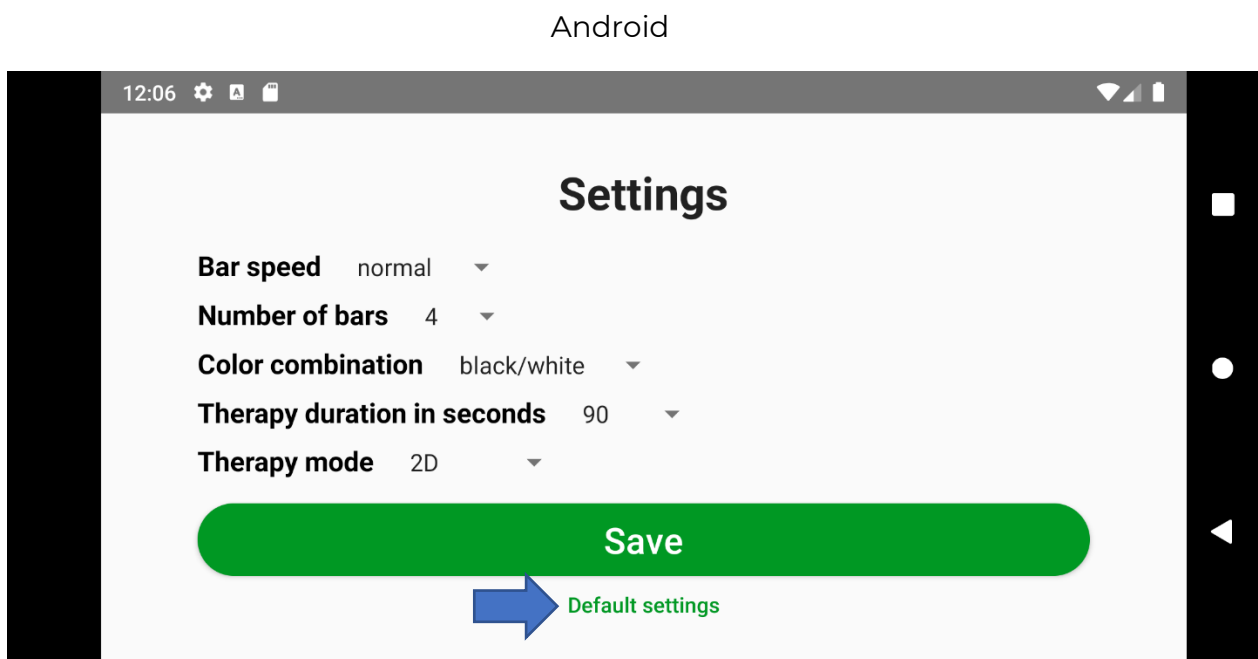 Android
12:06
Settings
Bar speed normal
Number of bars 4
Color combination black/white
Therapy duration in seconds 90
Therapy mode 2D
Save
Default settings